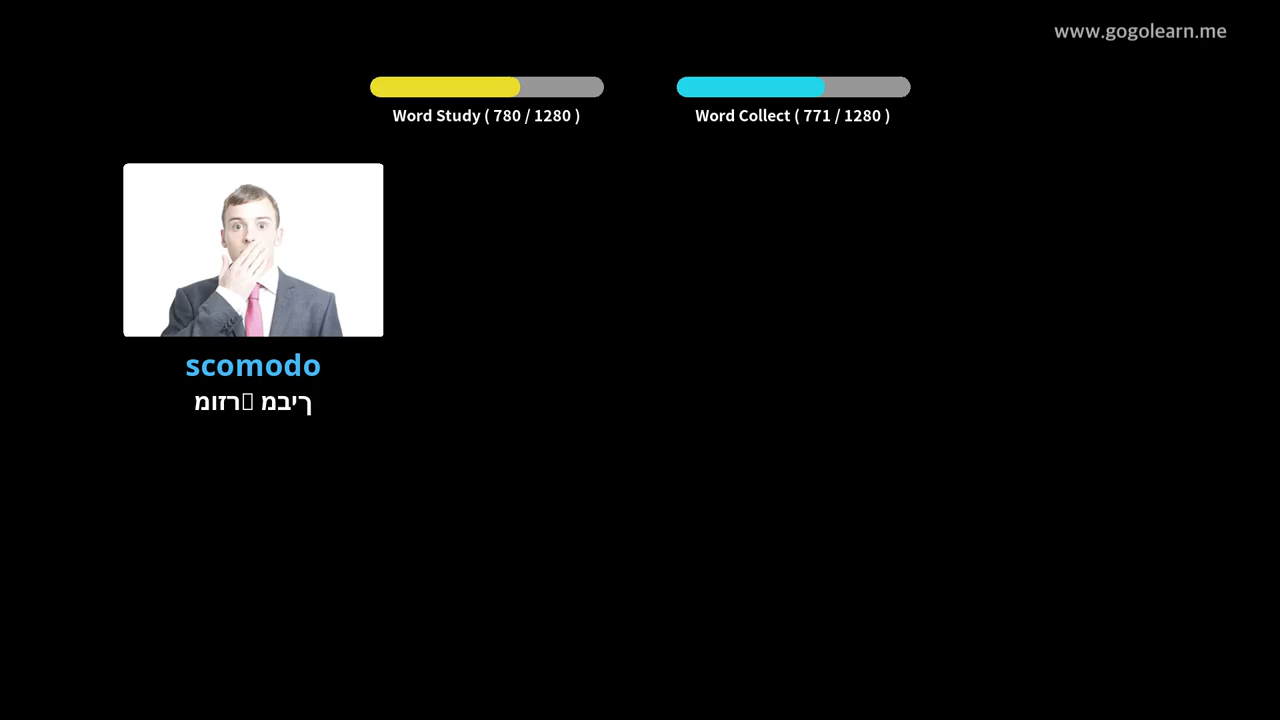 www.gogolearn.me
Word Study ( 780 / 1280 )
Word Collect ( 771 / 1280 )
scomodo
מוזר▯ מביך